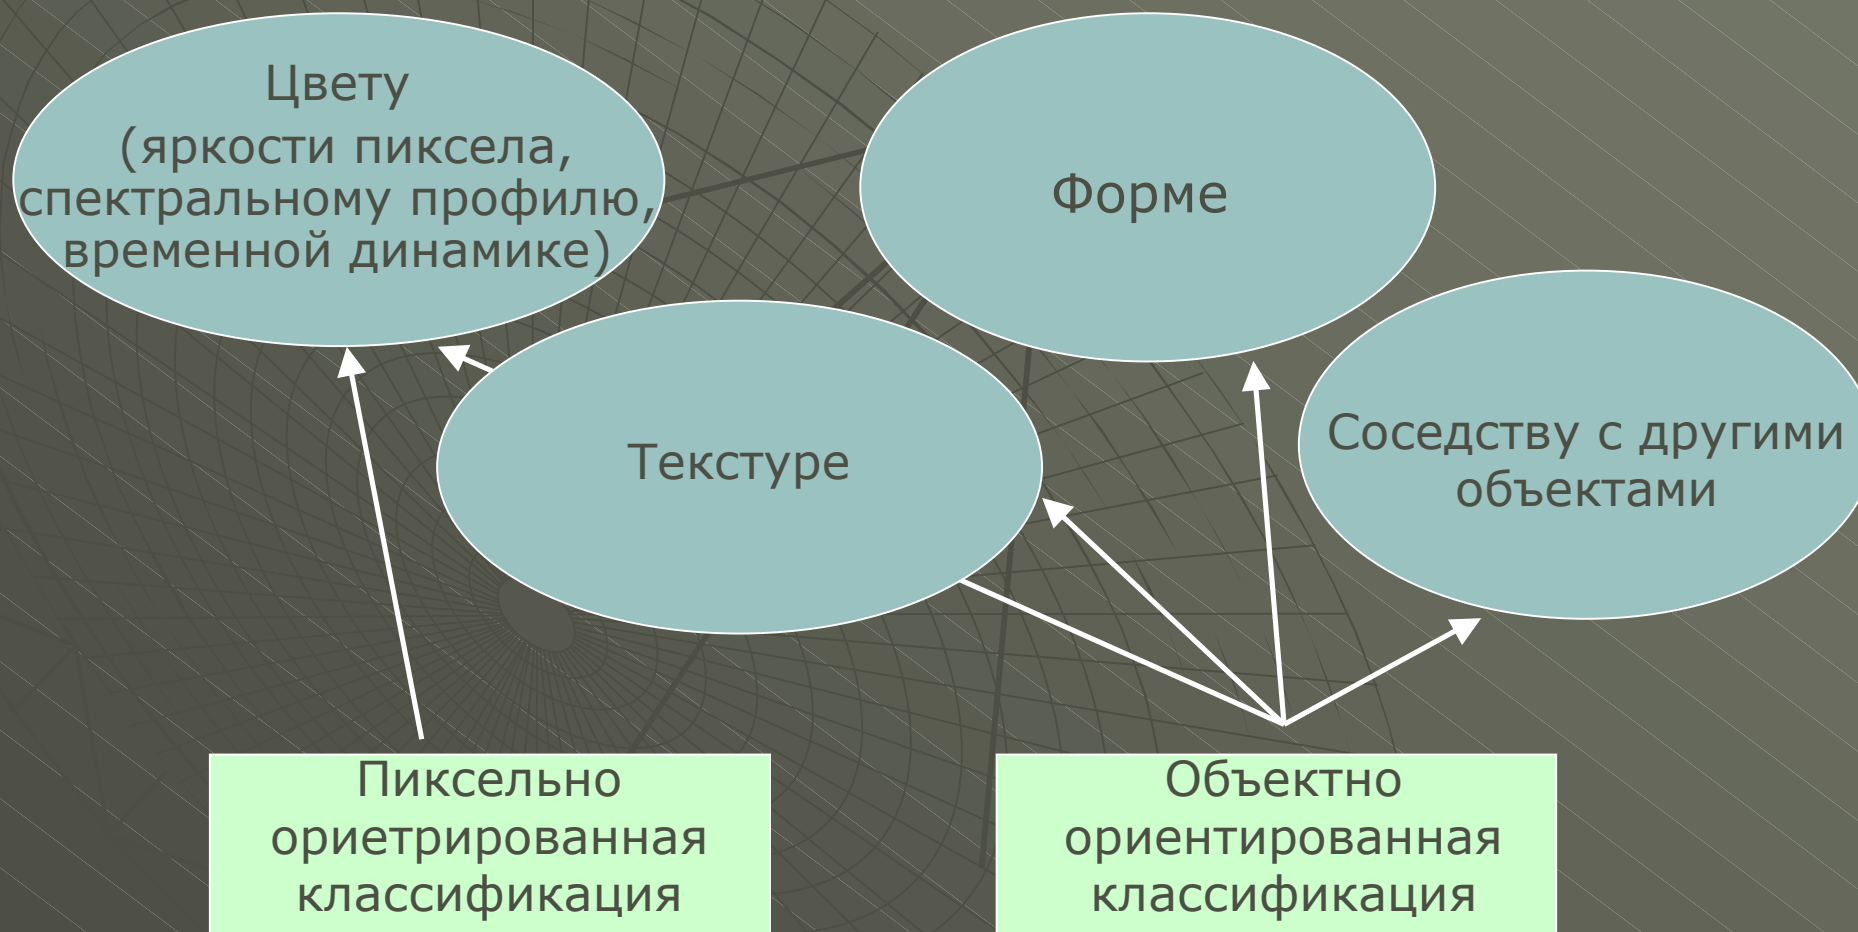 Цвету
(яркости пиксела,
спектральному профилю,
временной динамике)
Форме
Текстуре
Соседству с другими
объектами
Пиксельно
ориетрированная
классификация
Объектно
ориентированная
классификация